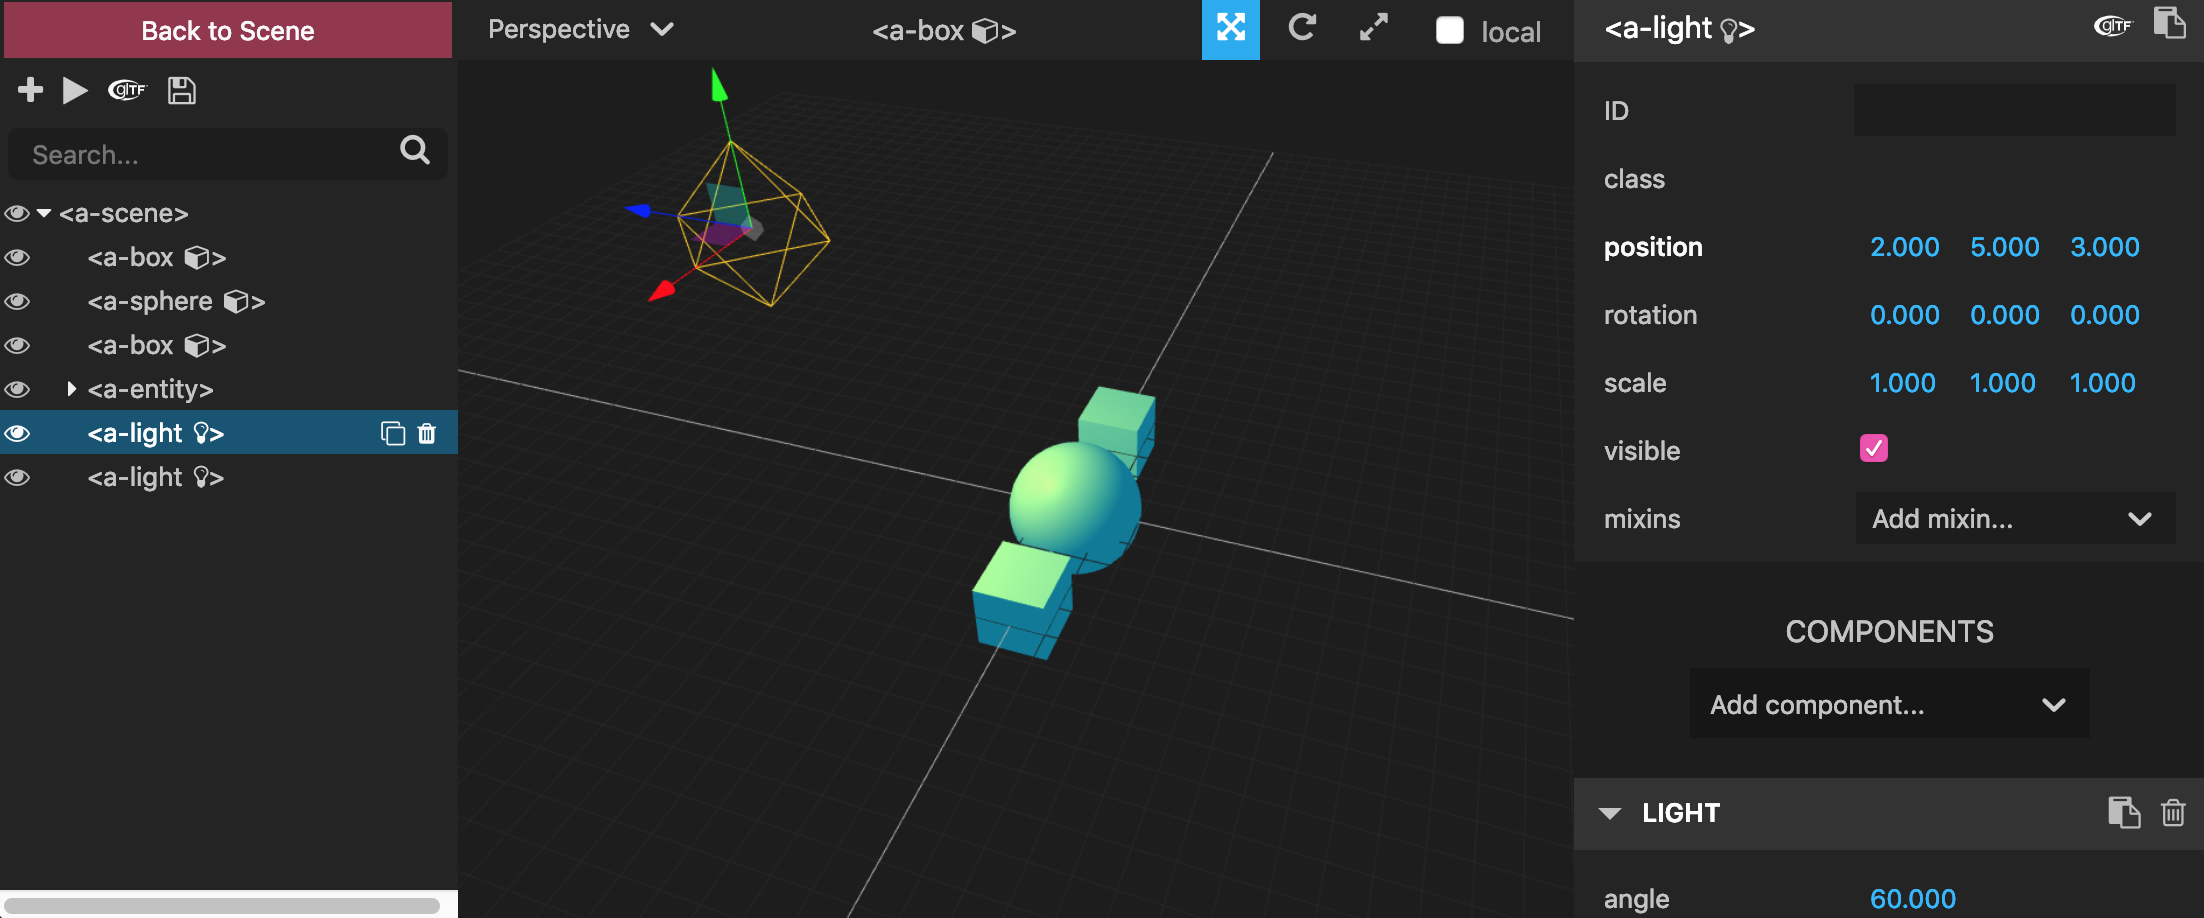 Back to Scene
glTF
Search...
<a-scene>
<a-box >
<a-sphere >
<a-box >
<a-entity>
<a-light >
<a-light >
Perspective
<a-box >
local
<a-light >
glTF
ID
class
position 2.000 5.000 3.000
rotation 0.000 0.000 0.000
scale 1.000 1.000 1.000
visible
mixins Add mixin...
COMPONENTS
Add component...
LIGHT
angle 60.000